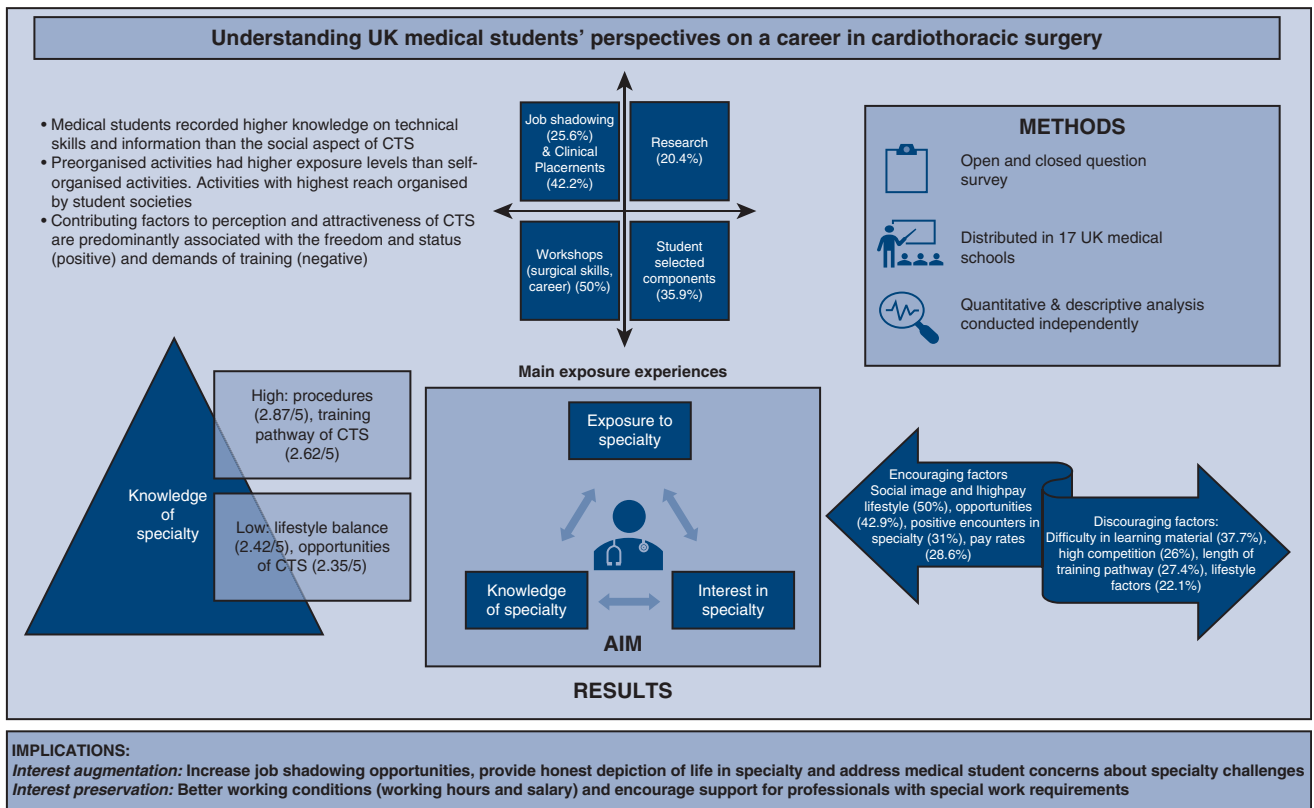 Understanding UK medical students’ perspectives on a career in cardiothoracic surgery
• Medical students recorded higher knowledge on technical
skills and information than the social aspect of CTS
• Preorganised activities had higher exposure levels than self-
organised activities. Activities with highest reach organised
by student societies
• Contributing factors to perception and attractiveness of CTS
are predominantly associated with the freedom and status
(positive) and demands of training (negative)
Job shadowing
(25.6%)
& Clinical
Placements
(42.2%)
Research
(20.4%)
Workshops
(surgical skills,
career) (50%)
Student
selected
components
(35.9%)
Main exposure experiences
METHODS
Open and closed question
survey
Distributed in 17 UK medical
schools
Quantitative & descriptive analysis
conducted independently
Knowledge
of
specialty
High: procedures
(2.87/5), training
pathway of CTS
(2.62/5)
Low: lifestyle balance
(2.42/5), opportunities
of CTS (2.35/5)
Exposure to
specialty
Knowledge
of specialty
Interest in
specialty
AIM
RESULTS
Encouraging factors
Social image and lhighpay
lifestyle (50%), opportunities
(42.9%), positive encounters in
specialty (31%), pay rates
(28.6%)
Discouraging factors:
Difficulty in learning material (37.7%),
high competition (26%), length of
training pathway (27.4%), lifestyle
factors (22.1%)
IMPLICATIONS:
Interest augmentation: Increase job shadowing opportunities, provide honest depiction of life in specialty and address medical student concerns about specialty challenges
Interest preservation: Better working conditions (working hours and salary) and encourage support for professionals with special work requirements